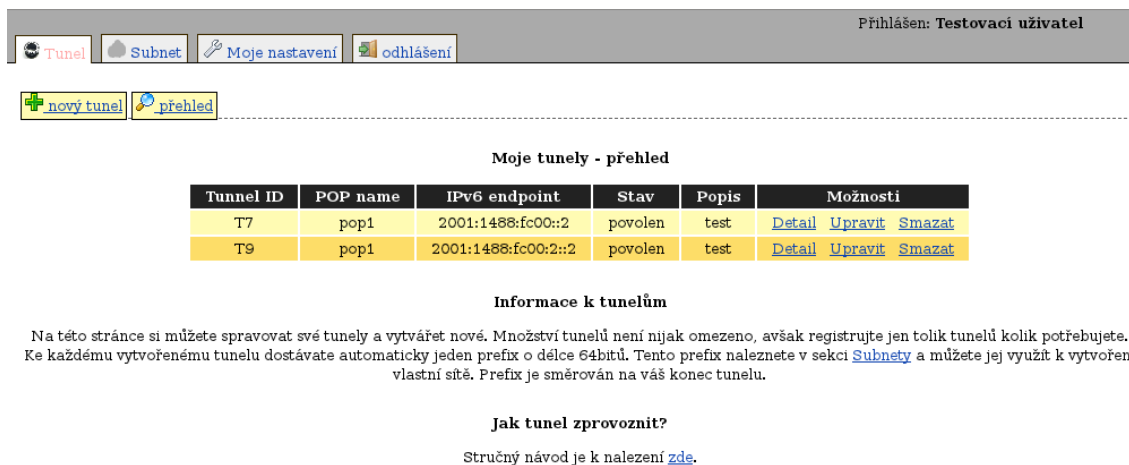 Přihlášen: Testovací uživatel
Tunel Subnet Moje nastavení odhlášení
nový tunel přehled
Moje tunely - přehled
Tunnel ID POP name IPv6 endpoint Stav Popis Možnosti
T7 pop1 2001:1488:fc00::2 povolen test Detail Upravit Smazat
T9 pop1 2001:1488:fc00:2::2 povolen test Detail Upravit Smazat
Informace k tunelům
Na této stránce si můžete spravovat své tunely a vytvářet nové. Množství tunelů není nijak omezeno, avšak registrujte jen tolik tunelů kolik potřebujete.
Ke každému vytvořenému tunelu dostávate automaticky jeden prefix o délce 64bitů. Tento prefix naleznete v sekci Subnety a můžete jej využít k vytvořen
vlastní sítě. Prefix je směrován na váš konec tunelu.
Jak tunel zprovoznit?
Stručný návod je k nalezení zde.